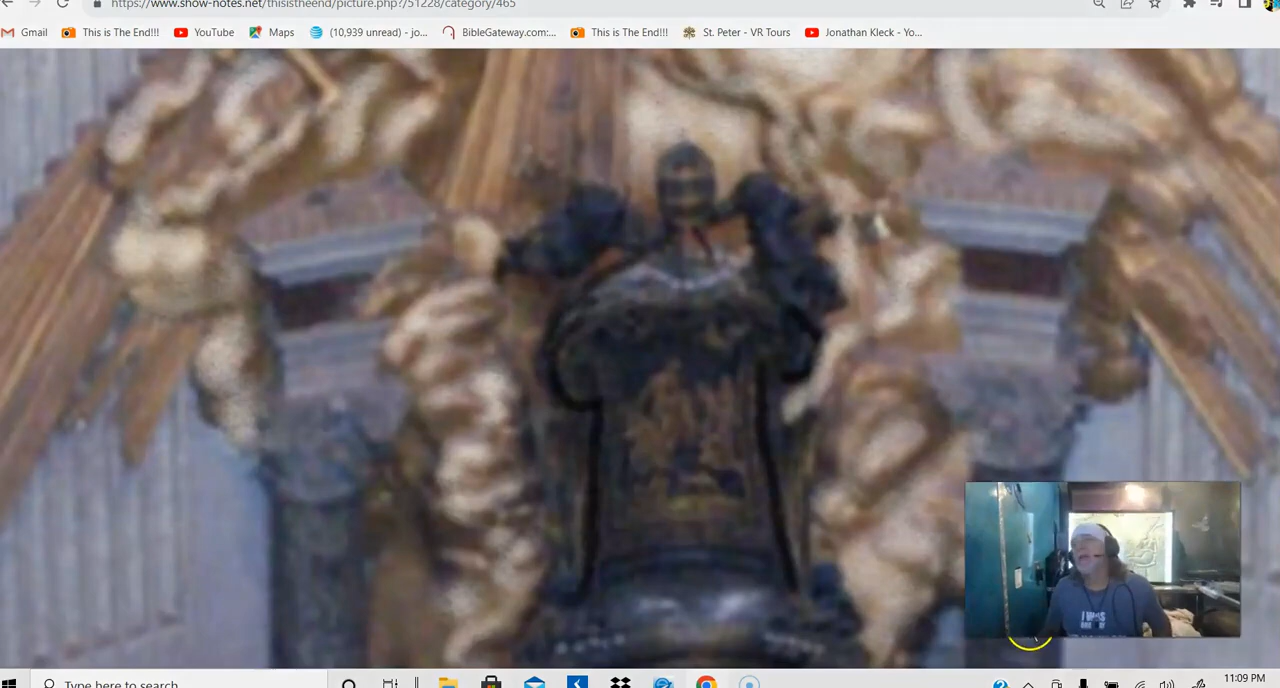 https://www.show-notes.net/thisistheend/picture.php?/51228/category/465
Gmail This is The End!!! YouTube Maps (10,939 unread) - jo... BibleGateway.com:... This is The End!!! St. Peter - VR Tours Jonathan Kleck - Yo...
I WAS
Type here to search
11:09 PM